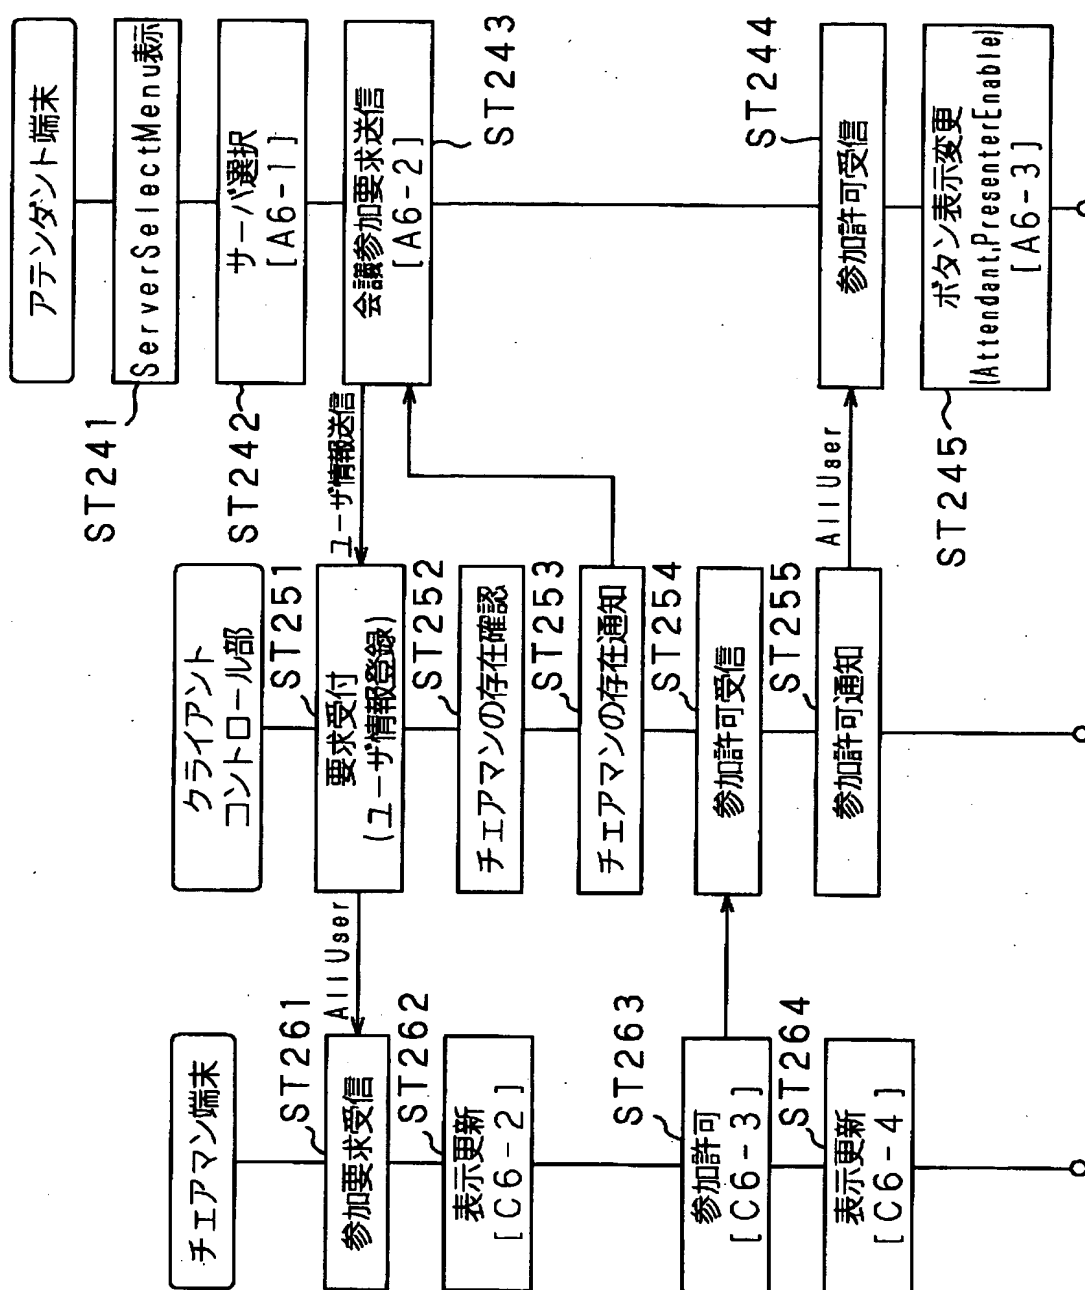 チェアマン端末
ST261
参加要求受信
ST262
表示更新
[C6-2]
ST263
参加許可
[C6-3]
ST264
表示更新
[C6-4]
AllUser
クライアント
コントロール部
ST251
要求受付
(ユーザ情報登録)
ST252
チェアマンの存在確認
ST253
チェアマンの存在通知
ST254
参加許可受信
ST255
参加許可通知
ユーザ情報送信
AllUser
アテンダント端末
ST241
ServerSelectMenu表示
ST242
サーバ選択
[A6-1]
会議参加要求送信
[A6-2]
ST243
参加許可受信
ST244
ボタン表示変更
(Attendant,PresenterEnable)
[A6-3]
ST245